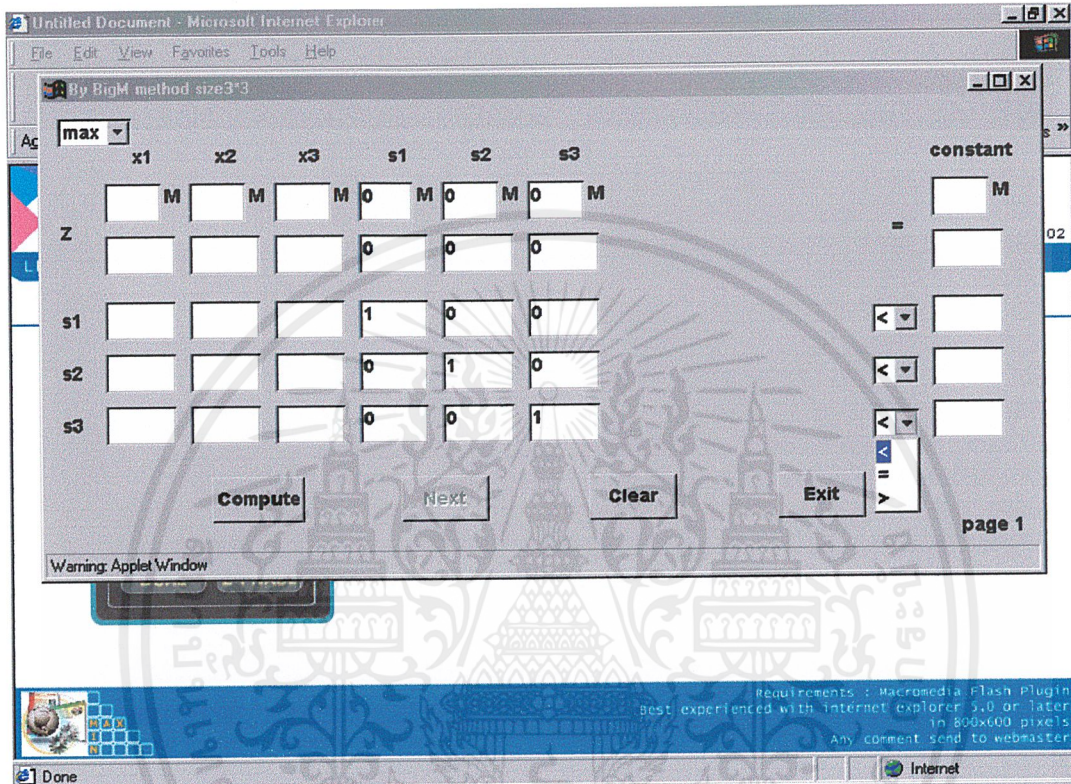 Untitled Document - Microsoft Internet Explorer
File Edit View Favorites Tools Help
By BigM method size3*3
max
x1 x2 x3 s1 s2 s3 constant
M M M 0 M 0 M 0 M M
Z =
0 0 0
s1 1 0 0 <
s2 0 1 0 <
s3 0 0 1 <
<
=
>
Compute Next Clear Exit
page 1
Warning: Applet Window
02
MAX
MIN
Requirements : Macromedia Flash Plugin
Best experienced with internet explorer 5.0 or later
in 800x600 pixels
Any comment send to webmaster
Done Internet